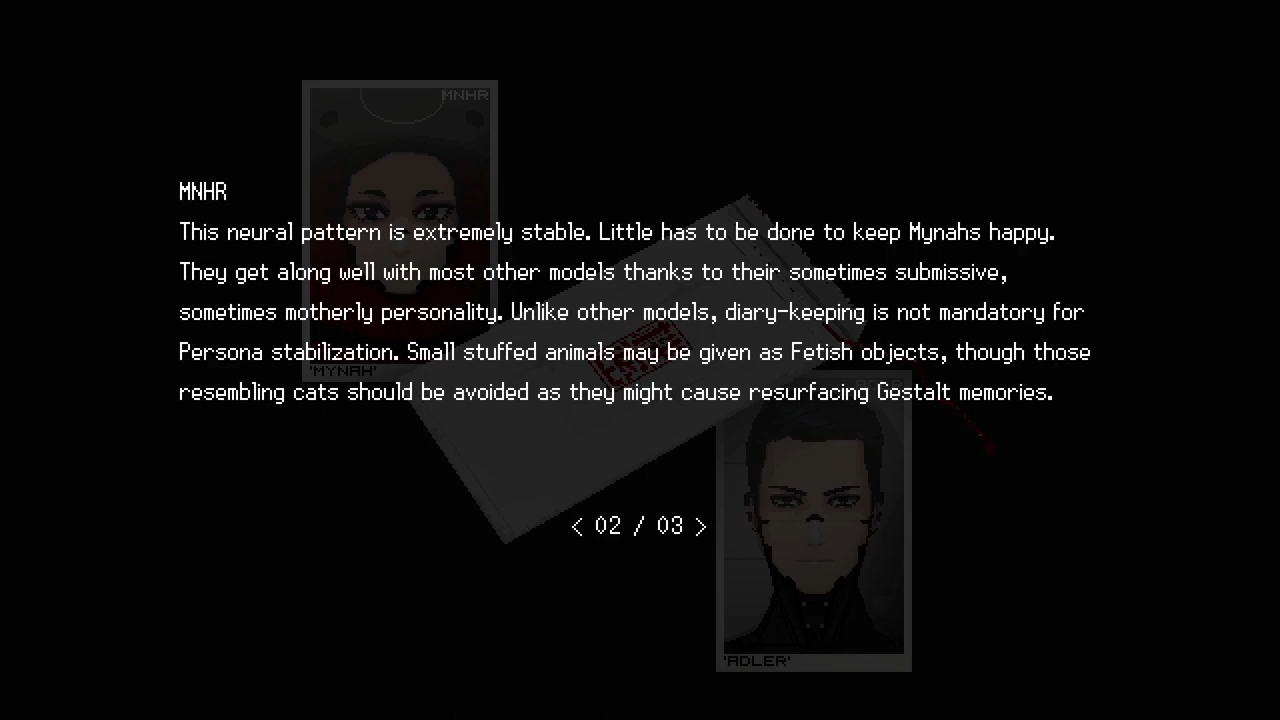 MNHR
MNHR
This neural pattern is extremely stable. Little has to be done to keep Mynahs happy.
They get along well with most other models thanks to their sometimes submissive,
sometimes motherly personality. Unlike other models, diary-keeping is not mandatory for
Persona stabilization. Small stuffed animals may be given as Fetish objects, though those
'MYNAH'
resembling cats should be avoided as they might cause resurfacing Gestalt memories.
< 02 / 03 >
'ADLER'